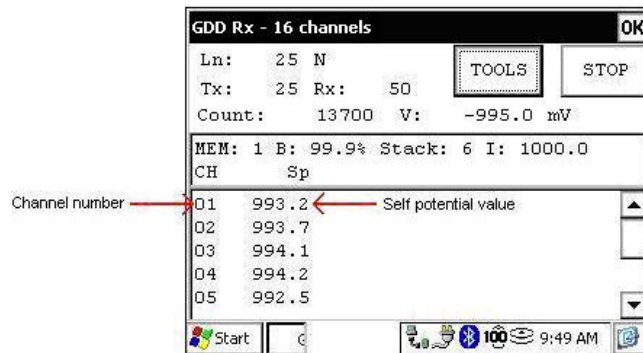 GDD Rx - 16 channels OK
Ln: 25 N
TOOLS STOP
Tx: 25 Rx: 50
Count: 13700 V: -995.0 mV
MEM: 1 B: 99.9% Stack: 6 I: 1000.0
CH Sp
Channel number 01 993.2 Self potential value
02 993.7
03 994.1
04 994.2
05 992.5
Start 100 9:49 AM